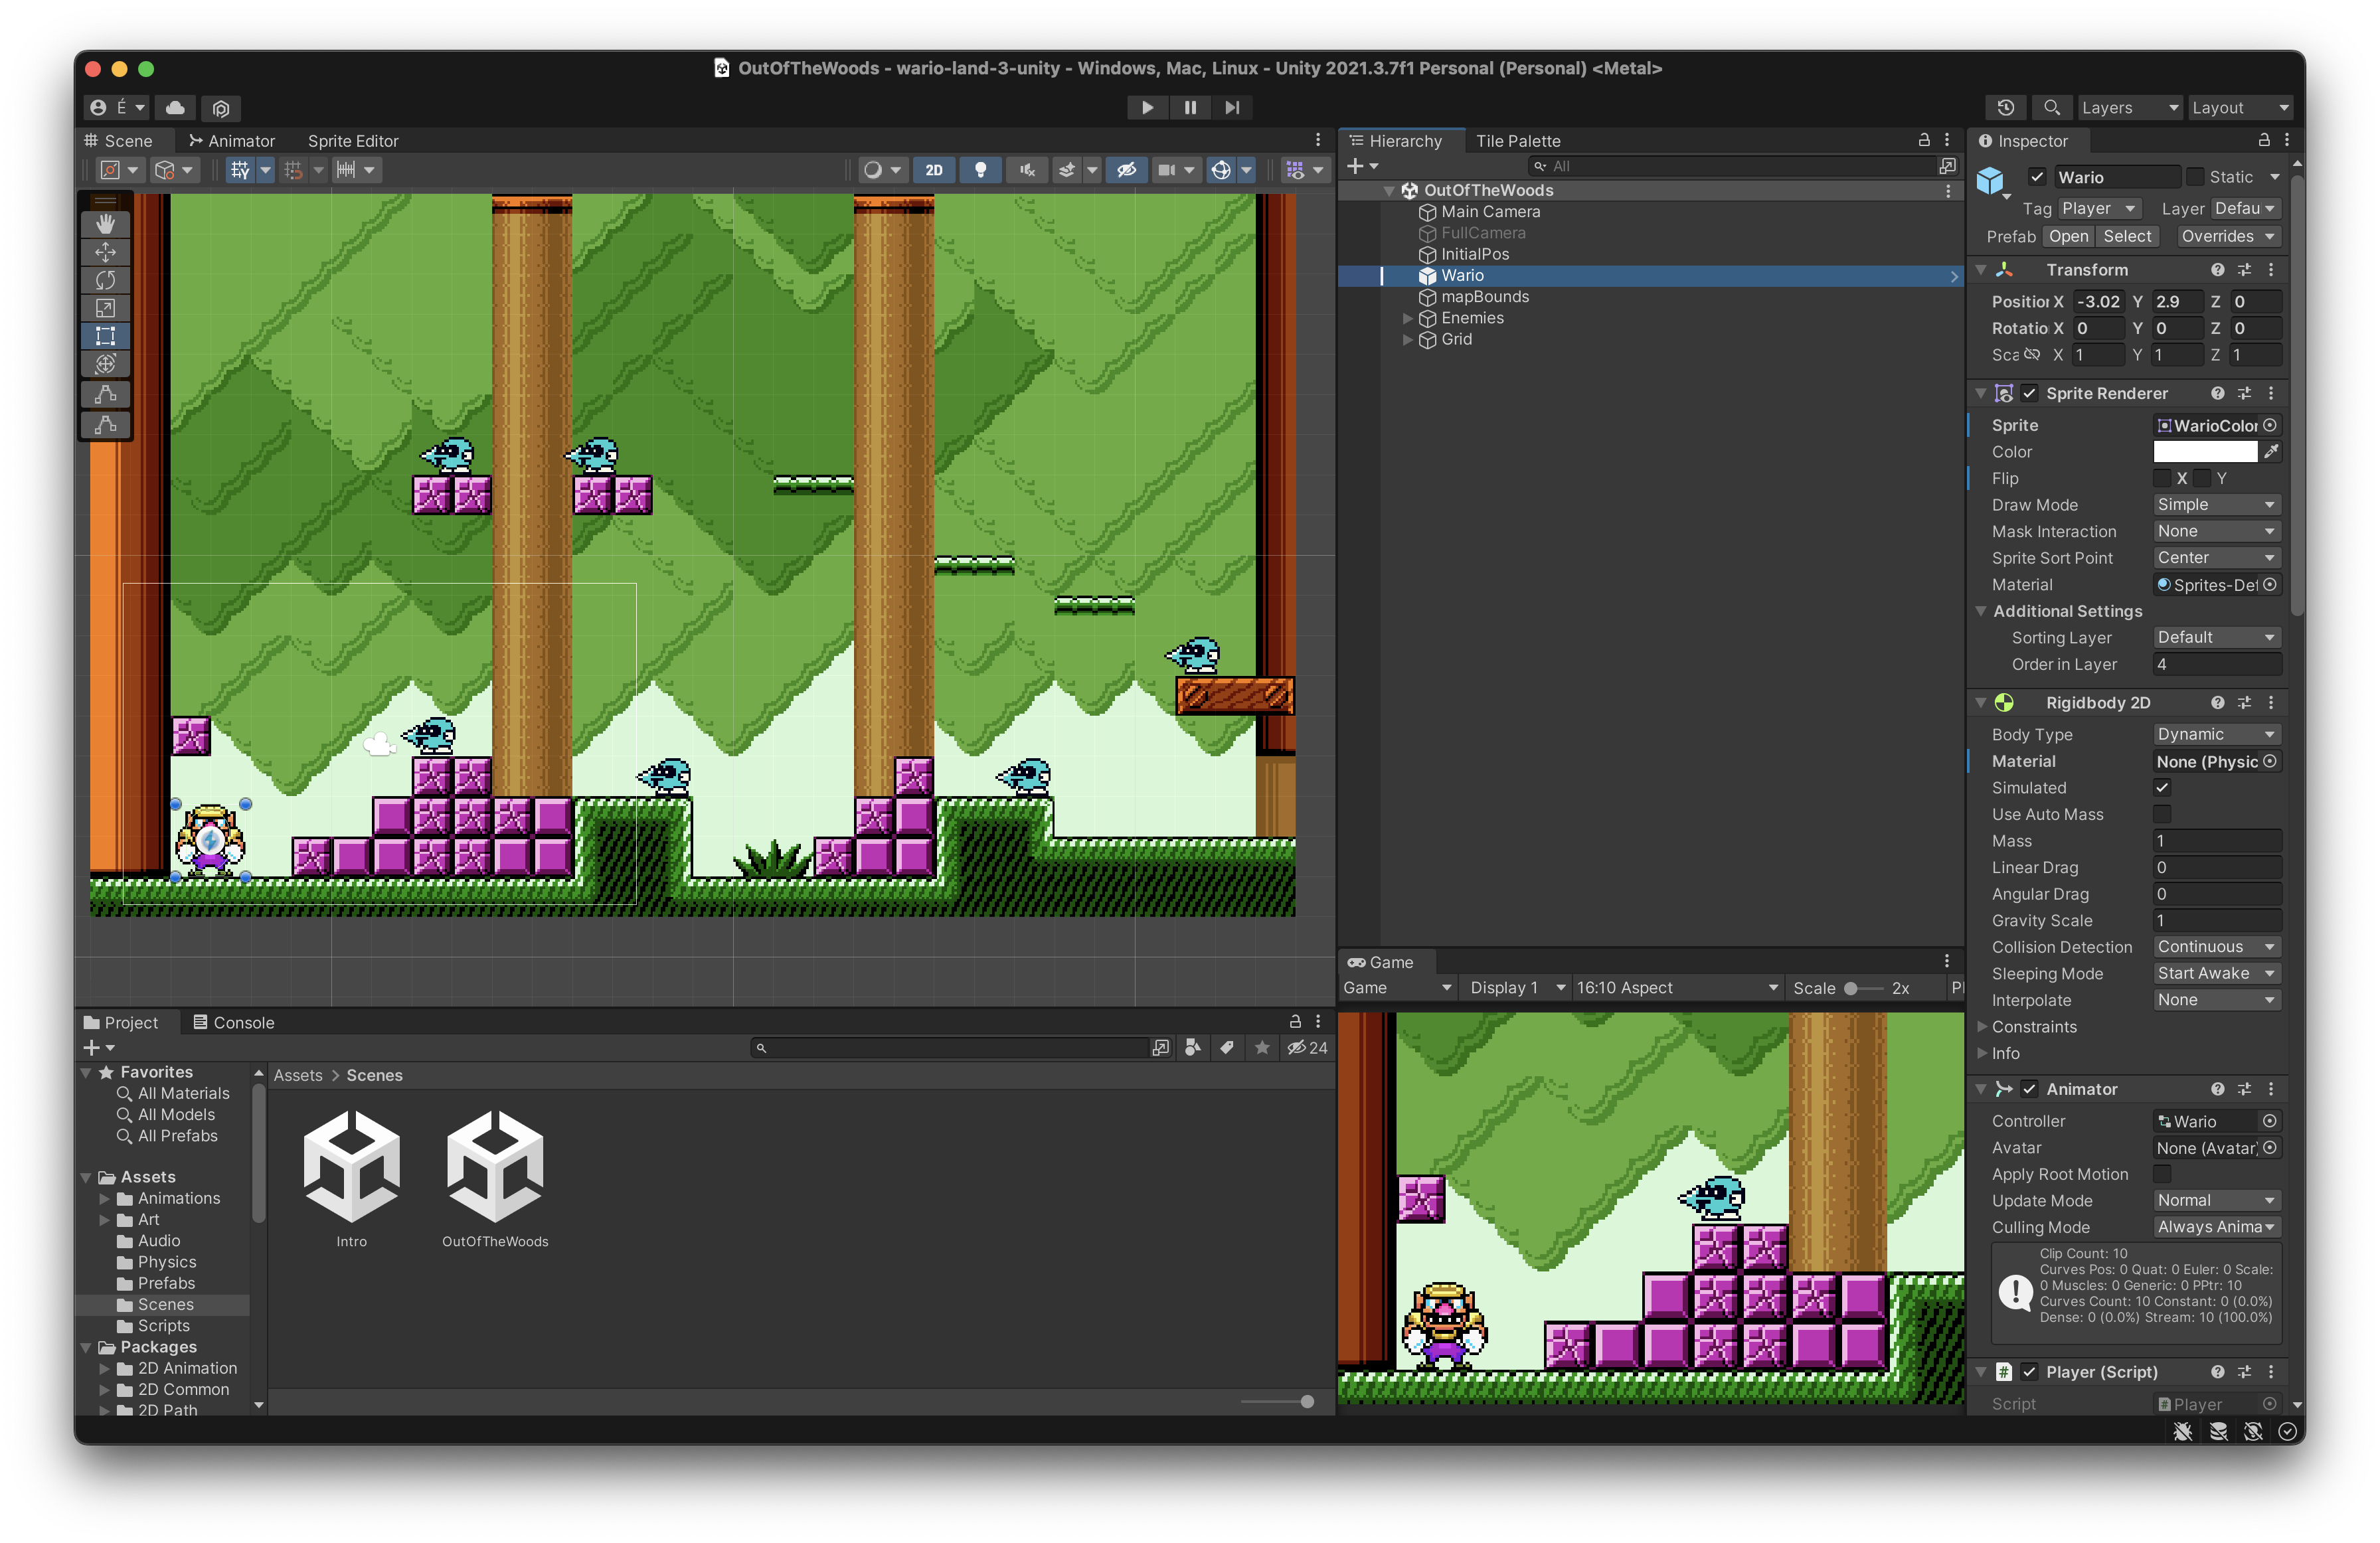 OutOfTheWoods - wario-land-3-unity - Windows, Mac, Linux - Unity 2021.3.7f1 Personal (Personal) <Metal>
É
Layers
Layout
Scene
Animator
Sprite Editor
2D
Hierarchy
Tile Palette
All
OutOfTheWoods
Main Camera
FullCamera
InitialPos
Wario
mapBounds
Enemies
Grid
Game
Game
Display 1
16:10 Aspect
Scale
2x
Pl
Project
Console
24
Favorites
All Materials
All Models
All Prefabs
Assets
Animations
Art
Audio
Physics
Prefabs
Scenes
Scripts
Packages
2D Animation
2D Common
2D Path
Assets > Scenes
Intro
OutOfTheWoods
Inspector
Wario
Static
Tag Player
Layer Defau
Prefab Open Select Overrides
Transform
Position X -3.02 Y 2.9 Z 0
Rotatio X 0 Y 0 Z 0
Sca X 1 Y 1 Z 1
Sprite Renderer
Sprite WarioColor
Color
Flip X Y
Draw Mode Simple
Mask Interaction None
Sprite Sort Point Center
Material Sprites-Def
Additional Settings
Sorting Layer Default
Order in Layer 4
Rigidbody 2D
Body Type Dynamic
Material None (Physic
Simulated
Use Auto Mass
Mass 1
Linear Drag 0
Angular Drag 0
Gravity Scale 1
Collision Detection Continuous
Sleeping Mode Start Awake
Interpolate None
Constraints
Info
Animator
Controller Wario
Avatar None (Avatar)
Apply Root Motion
Update Mode Normal
Culling Mode Always Anima
Clip Count: 10
Curves Pos: 0 Quat: 0 Euler: 0 Scale:
0 Muscles: 0 Generic: 0 PPtr: 10
Curves Count: 10 Constant: 0 (0.0%)
Dense: 0 (0.0%) Stream: 10 (100.0%)
Player (Script)
Script Player